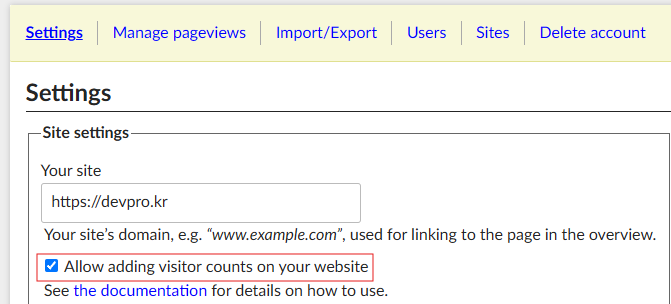 Settings Manage pageviews Import/Export Users Sites Delete account
Settings
Site settings
Your site
https://devpro.kr
Your site's domain, e.g. “www.example.com”, used for linking to the page in the overview.
Allow adding visitor counts on your website
See the documentation for details on how to use.